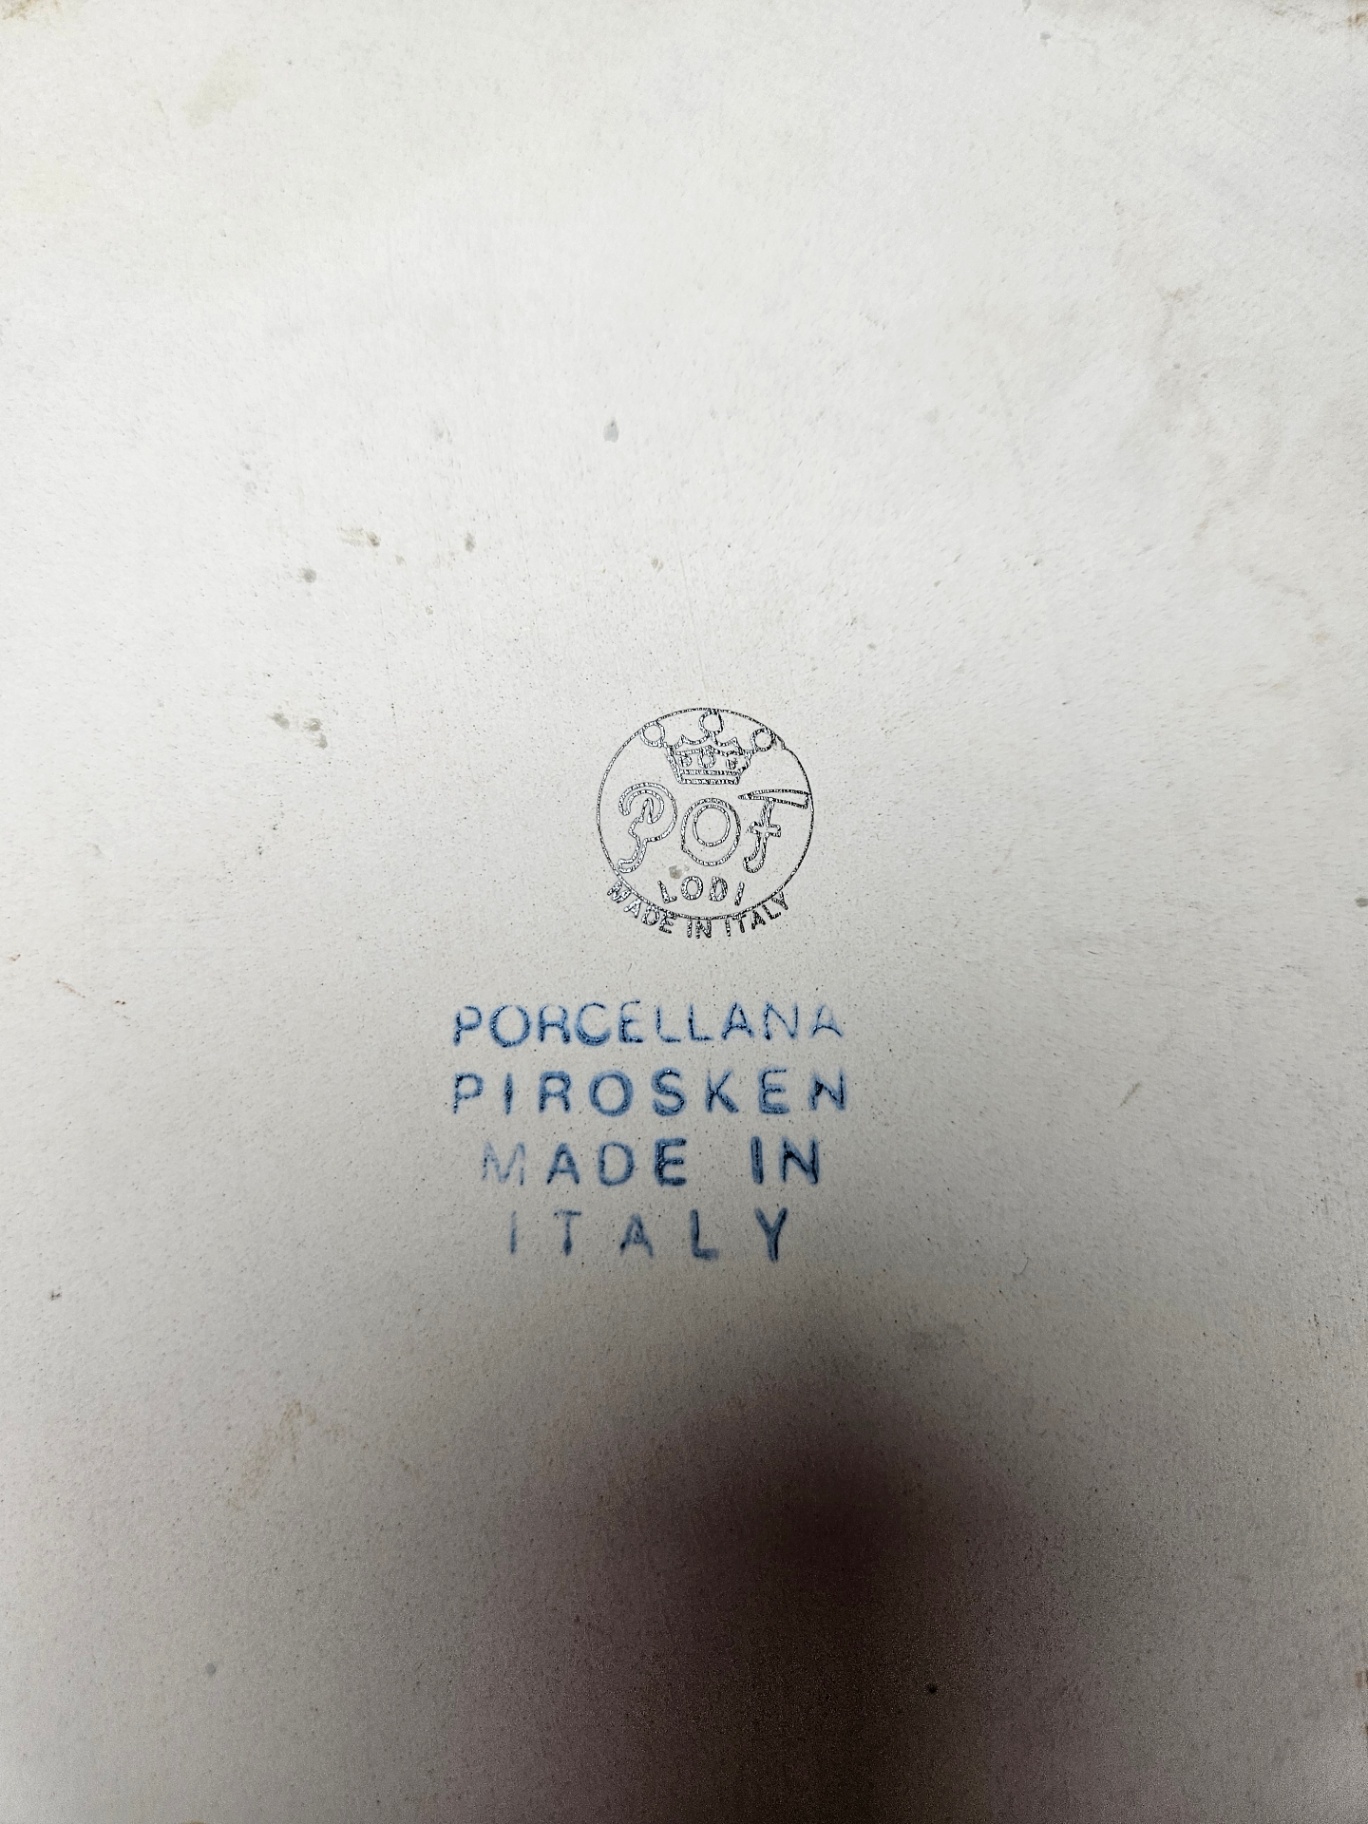 POF
LODI
MADE IN ITALY
PORCELLANA
PIROSKEN
MADE IN
ITALY